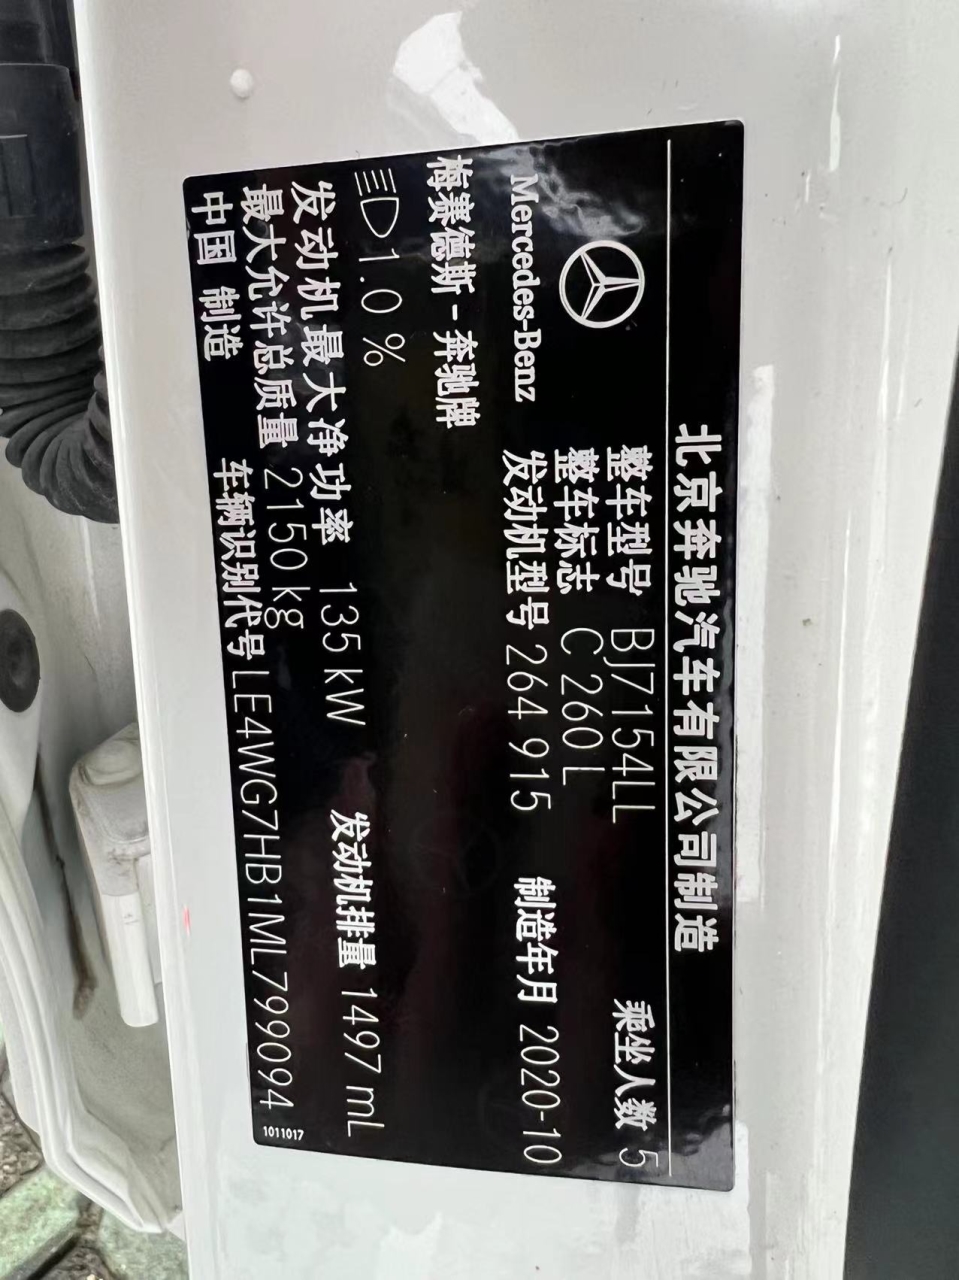 北京奔驰汽车有限公司制造
整车型号 BJ7154LL 乘坐人数 5
整车标志 C 260 L
Mercedes-Benz 发动机型号 264 915 制造年月 2020-10
梅赛德斯-奔驰牌
1.0 %
发动机最大净功率 135 kW 发动机排量 1497 mL
最大允许总质量 2150 kg
中国 制造 车辆识别代号 LE4WG7HB1ML799094
1011017